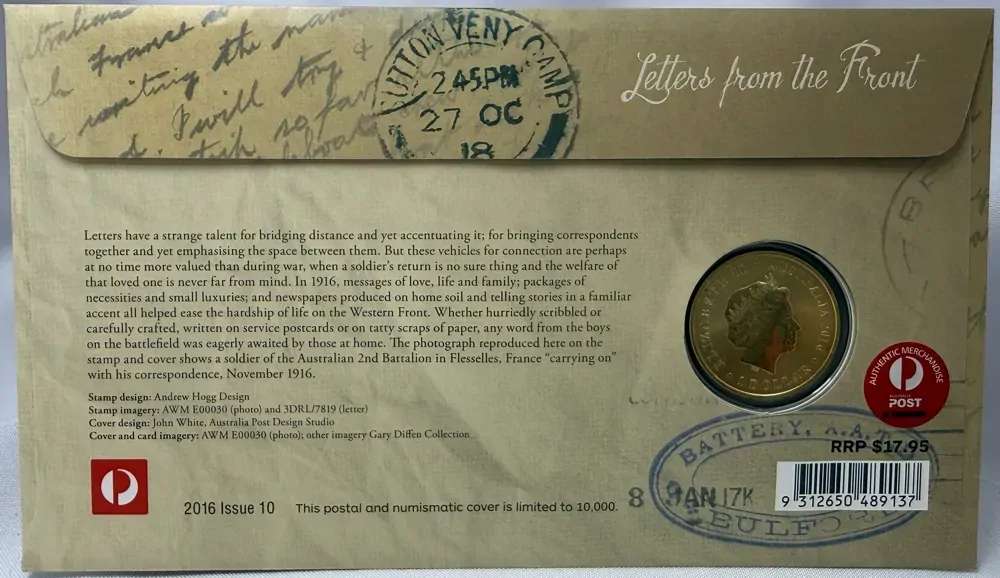 France
writing the
I will try &
SUTTON VENY CAMP
2.45PM
27 OC
18
Letters from the Front
Letters have a strange talent for bridging distance and yet accentuating it; for bringing correspondents
together and yet emphasising the space between them. But these vehicles for connection are perhaps
at no time more valued than during war, when a soldier's return is no sure thing and the welfare of
that loved one is never far from mind. In 1916, messages of love, life and family; packages of
necessities and small luxuries; and newspapers produced on home soil and telling stories in a familiar
accent all helped ease the hardship of life on the Western Front. Whether hurriedly scribbled or
carefully crafted, written on service postcards or on tatty scraps of paper, any word from the boys
on the battlefield was eagerly awaited by those at home. The photograph reproduced here on the
stamp and cover shows a soldier of the Australian 2nd Battalion in Flesselles, France “carrying on”
with his correspondence, November 1916.
Stamp design: Andrew Hogg Design
Stamp imagery: AWM E00030 (photo) and 3DRL/7819 (letter)
Cover design: John White, Australia Post Design Studio
Cover and card imagery: AWM E00030 (photo); other imagery Gary Diffen Collection
2016 Issue 10
This postal and numismatic cover is limited to 10,000.
ELIZABETH II AUSTRALIA 2016
1 DOLLAR
AUTHENTIC MERCHANDISE
AUSTRALIA
POST
RRP $17.95
BATTERY,
8 JAN 17K
BULFO
9 312650 489137